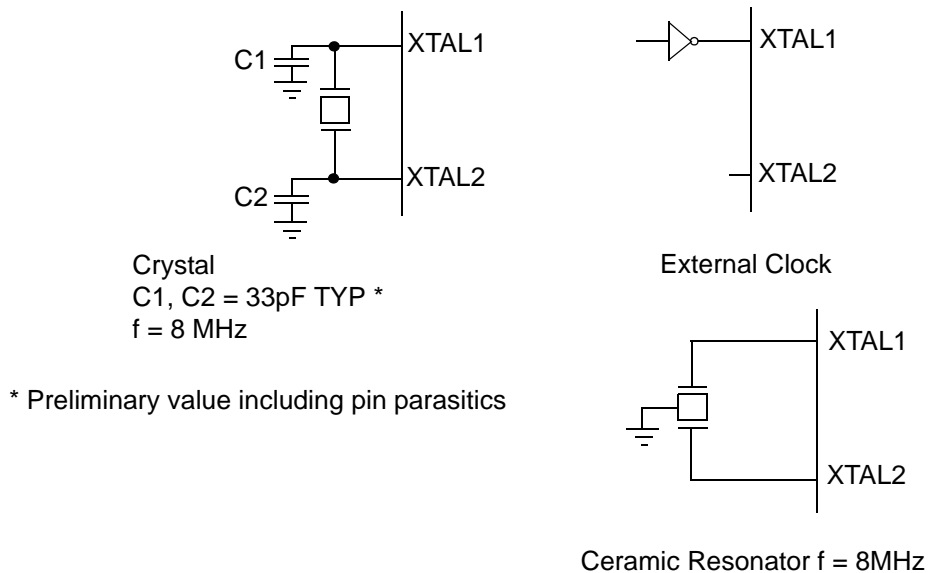 C1
XTAL1
C2
XTAL2
Crystal
C1, C2 = 33pF TYP *
f = 8 MHz
* Preliminary value including pin parasitics
XTAL1
XTAL2
External Clock
XTAL1
XTAL2
Ceramic Resonator f = 8MHz